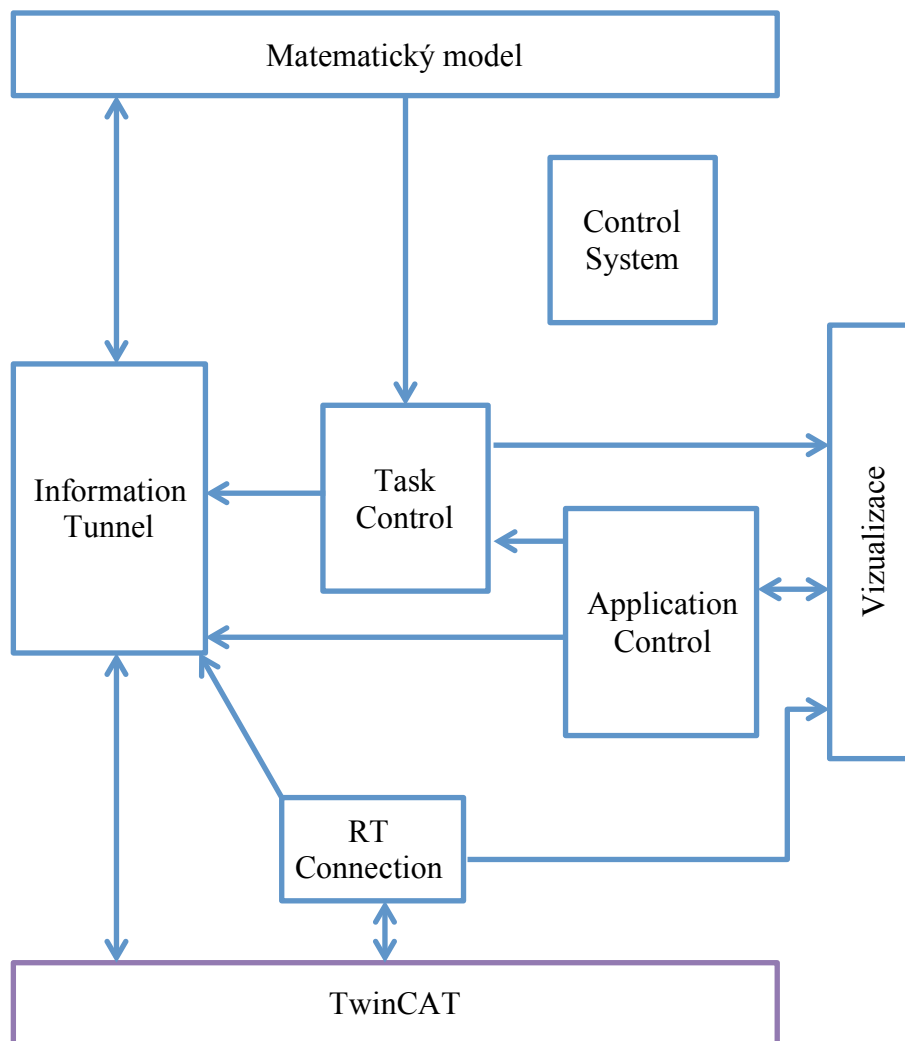 Matematický model
Control
System
Information
Tunnel
Task
Control
Application
Control
Vizualizace
RT
Connection
TwinCAT